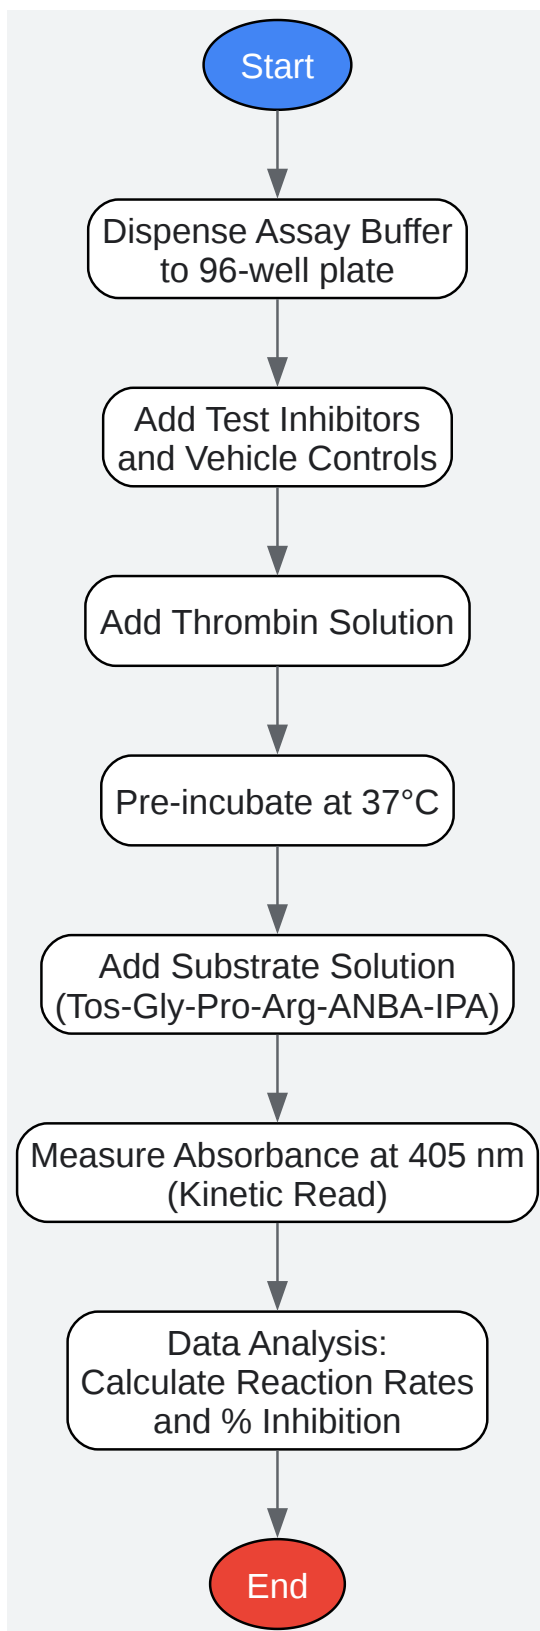 Start
Dispense Assay Buffer
to 96-well plate
Add Test Inhibitors
and Vehicle Controls
Add Thrombin Solution
Pre-incubate at 37°C
Add Substrate Solution
(Tos-Gly-Pro-Arg-ANBA-IPA)
Measure Absorbance at 405 nm
(Kinetic Read)
Data Analysis:
Calculate Reaction Rates
and % Inhibition
End